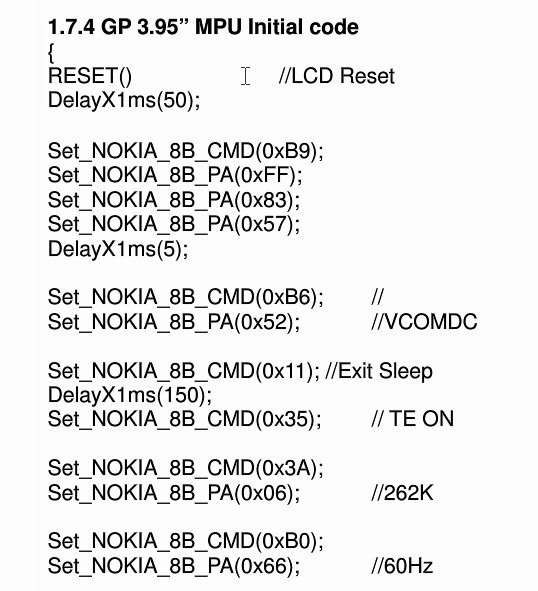 1.7.4 GP 3.95” MPU Initial code
{
RESET() //LCD Reset
DelayX1ms(50);
Set_NOKIA_8B_CMD(0xB9);
Set_NOKIA_8B_PA(0xFF);
Set_NOKIA_8B_PA(0x83);
Set_NOKIA_8B_PA(0x57);
DelayX1ms(5);
Set_NOKIA_8B_CMD(0xB6); //
Set_NOKIA_8B_PA(0x52); //VCOMDC
Set_NOKIA_8B_CMD(0x11); //Exit Sleep
DelayX1ms(150);
Set_NOKIA_8B_CMD(0x35); // TE ON
Set_NOKIA_8B_CMD(0x3A);
Set_NOKIA_8B_PA(0x06); //262K
Set_NOKIA_8B_CMD(0xB0);
Set_NOKIA_8B_PA(0x66); //60Hz